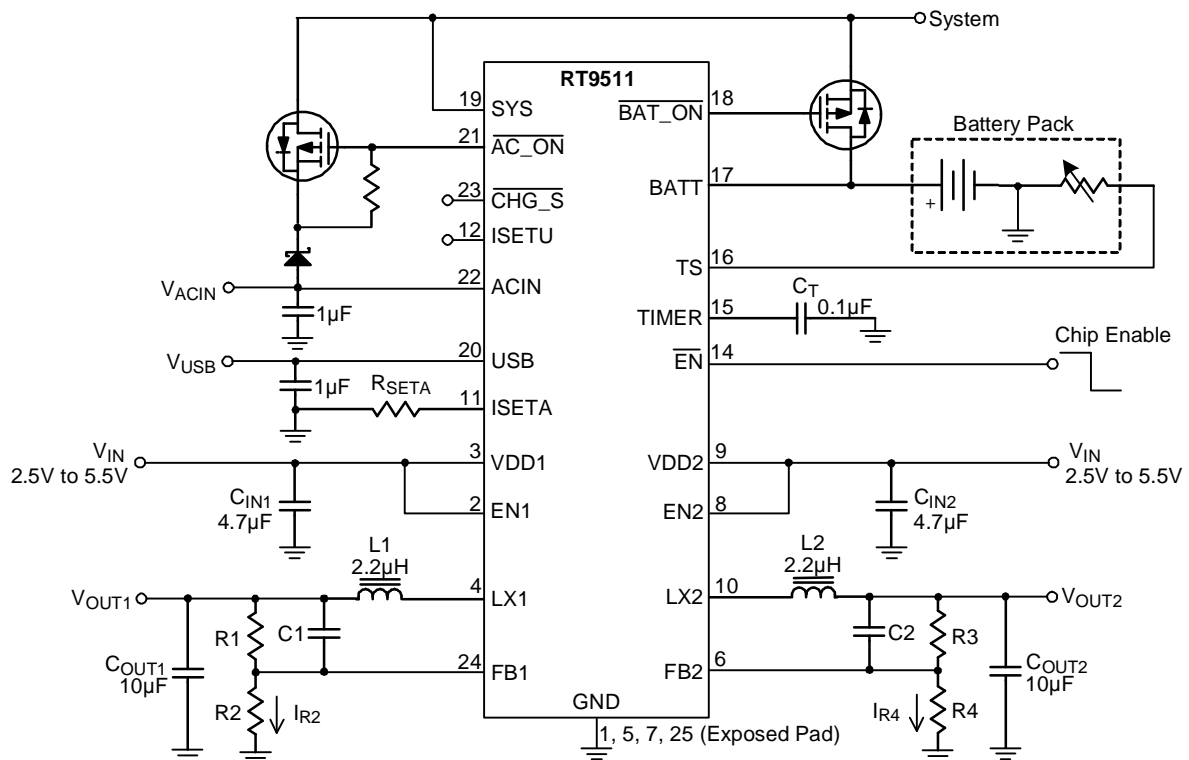 System
RT9511
19
SYS
18
BAT_ON
21
AC_ON
Battery Pack
23
CHG_S
17
BATT
+
12
ISETU
16
TS
V_ACIN
22
ACIN
C_T
0.1µF
15
TIMER
1µF
Chip Enable
V_USB
20
USB
14
EN
1µF
R_SETA
11
ISETA
V_IN
2.5V to 5.5V
3
VDD1
9
VDD2
V_IN
2.5V to 5.5V
C_IN1
4.7µF
2
EN1
8
EN2
C_IN2
4.7µF
L1
2.2µH
L2
2.2µH
V_OUT1
4
LX1
10
LX2
V_OUT2
R1
C1
C2
R3
C_OUT1
10µF
24
FB1
6
FB2
C_OUT2
10µF
R2
I_R2
I_R4
R4
GND
1, 5, 7, 25 (Exposed Pad)